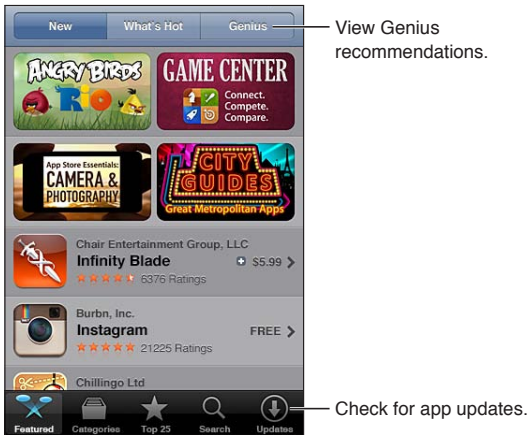 New What's Hot Genius
View Genius
recommendations.
ANGRY BIRDS
RIO
GAME CENTER
Connect.
Compete.
Compare.
App Store Essentials:
CAMERA &
PHOTOGRAPHY
CITY
GUIDES
Great Metropolitan Apps
Chair Entertainment Group, LLC
Infinity Blade
+ $5.99
6376 Ratings
Burbn, Inc.
Instagram
FREE
21225 Ratings
Chillingo Ltd
Featured Categories Top 25 Search Updates
Check for app updates.